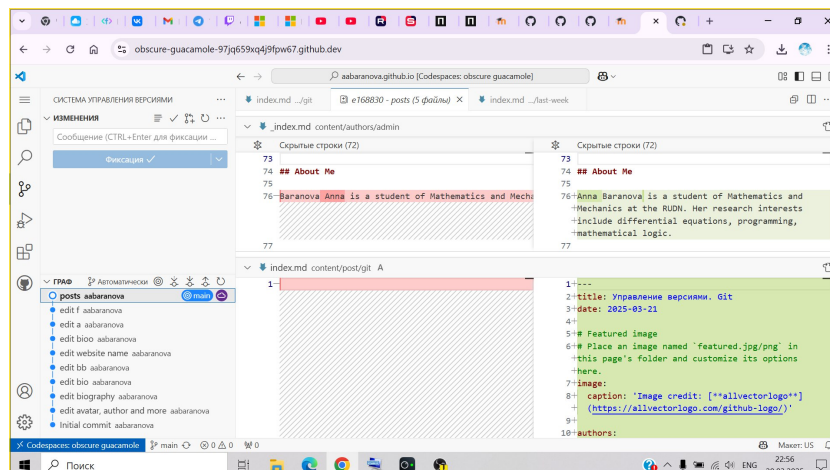 obscure-guacamole-97jq659xq4j9fpw67.github.dev
aabaranova.github.io [Codespaces: obscure guacamole]
СИСТЕМА УПРАВЛЕНИЯ ВЕРСИЯМИ ···
index.md .../git
e168830 - posts (5 файлы)
index.md .../last-week
ИЗМЕНЕНИЯ
Сообщение (CTRL+Enter для фиксации ...
Фиксация
_index.md content/authors/admin
Скрытые строки (72)
Скрытые строки (72)
73
74 ## About Me
75
76 Baranova Anna is a student of Mathematics and Mecha
77
73
74 ## About Me
75
76+ Anna Baranova is a student of Mathematics and
+Mechanics at the RUDN. Her research interests
+include differential equations, programming,
+mathematical logic.
77
index.md content/post/git A
1-
1+ ---
2+ title: Управление версиями. Git
3+ date: 2025-03-21
4+
5+ # Featured image
6+ # Place an image named `featured.jpg/png` in
+this page's folder and customize its options
+here.
7+ image:
8+ caption: 'Image credit: [**allvectorlogo**]
+(https://allvectorlogo.com/github-logo/)'
9+
10+ authors:
ГРАФ Автоматически
posts aabaranova main
edit f aabaranova
edit a aabaranova
edit bioo aabaranova
edit website name aabaranova
edit bb aabaranova
edit bio aabaranova
edit biography aabaranova
edit avatar, author and more aabaranova
Initial commit aabaranova
Codespaces: obscure guacamole main 0 0 0 Макет: US
Поиск
ENG
22:56